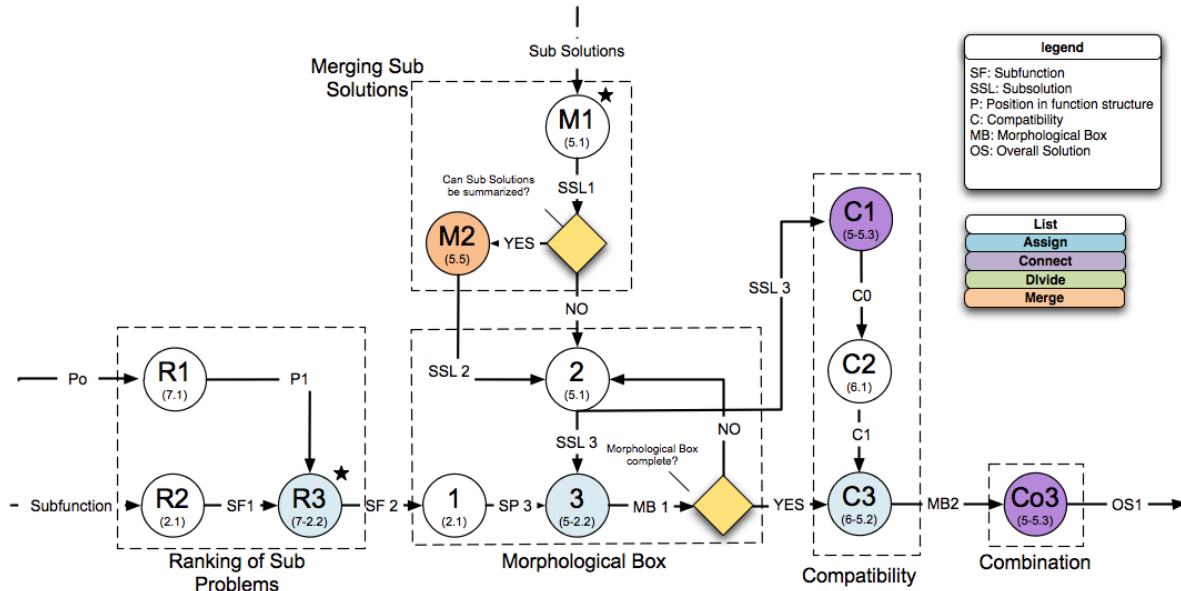 Sub Solutions
Merging Sub
Solutions
M1
(5.1)
SSL1
Can Sub Solutions
be summarized?
M2
(5.5)
YES
NO
SSL 2
2
(5.1)
SSL 3
NO
Morphological Box
complete?
Po
R1
(7.1)
P1
Subfunction
R2
(2.1)
SF1
R3
(7-2.2)
SF 2
1
(2.1)
SP 3
3
(5-2.2)
MB 1
YES
Ranking of Sub
Problems
Morphological Box
SSL 3
C1
(5-5.3)
C0
C2
(6.1)
C1
C3
(6-5.2)
MB2
Compatibility
Co3
(5-5.3)
OS1
Combination
legend
SF: Subfunction
SSL: Subsolution
P: Position in function structure
C: Compatibility
MB: Morphological Box
OS: Overall Solution
List
Assign
Connect
DIvide
Merge